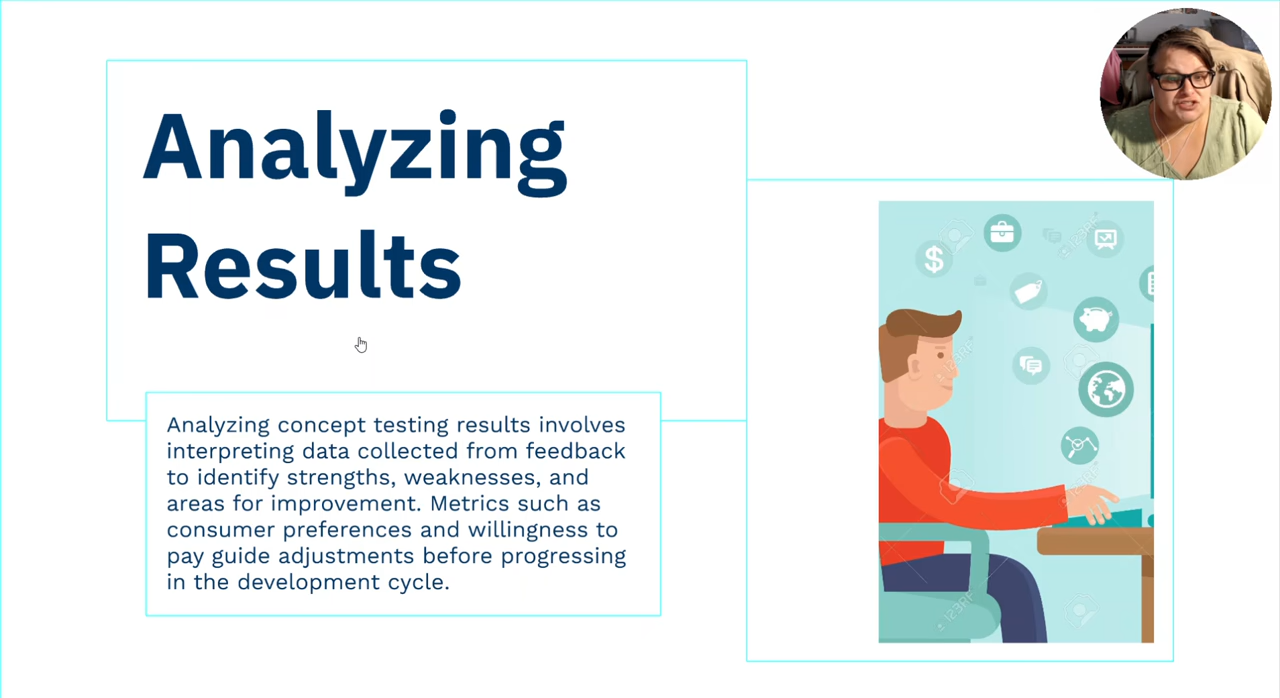 Analyzing
Results
Analyzing concept testing results involves
interpreting data collected from feedback
to identify strengths, weaknesses, and
areas for improvement. Metrics such as
consumer preferences and willingness to
pay guide adjustments before progressing
in the development cycle.
$
123RF